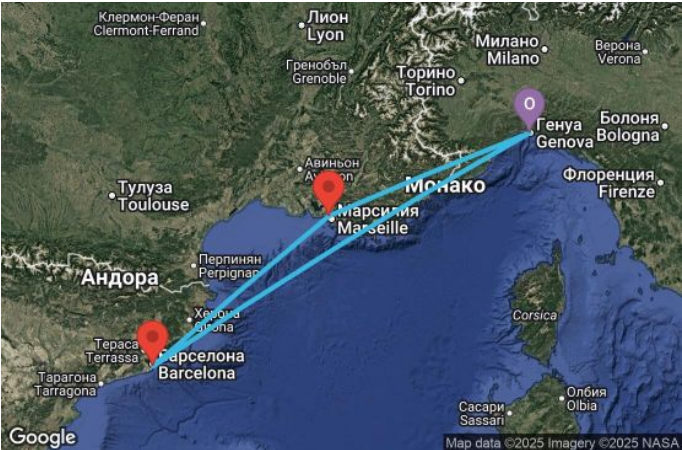 Клермон-Феран
Clermont-Ferrand
Лион
Lyon
Милано
Milano
Верона
Verona
Гренобъл
Grenoble
Торино
Torino
O
Генуа
Genova
Болоня
Bologna
Авиньон
Флоренция
Firenze
Монако
Тулуза
Toulouse
Марсилия
Marseille
Перпинян
Perpignan
Андора
Херона
Girona
Corsica
Тераса
Terrassa
Барселона
Barcelona
Тарагона
Tarragona
Олбия
Olbia
Сасари
Sassari
Google
Map data ©2025 Imagery ©2025 NASA